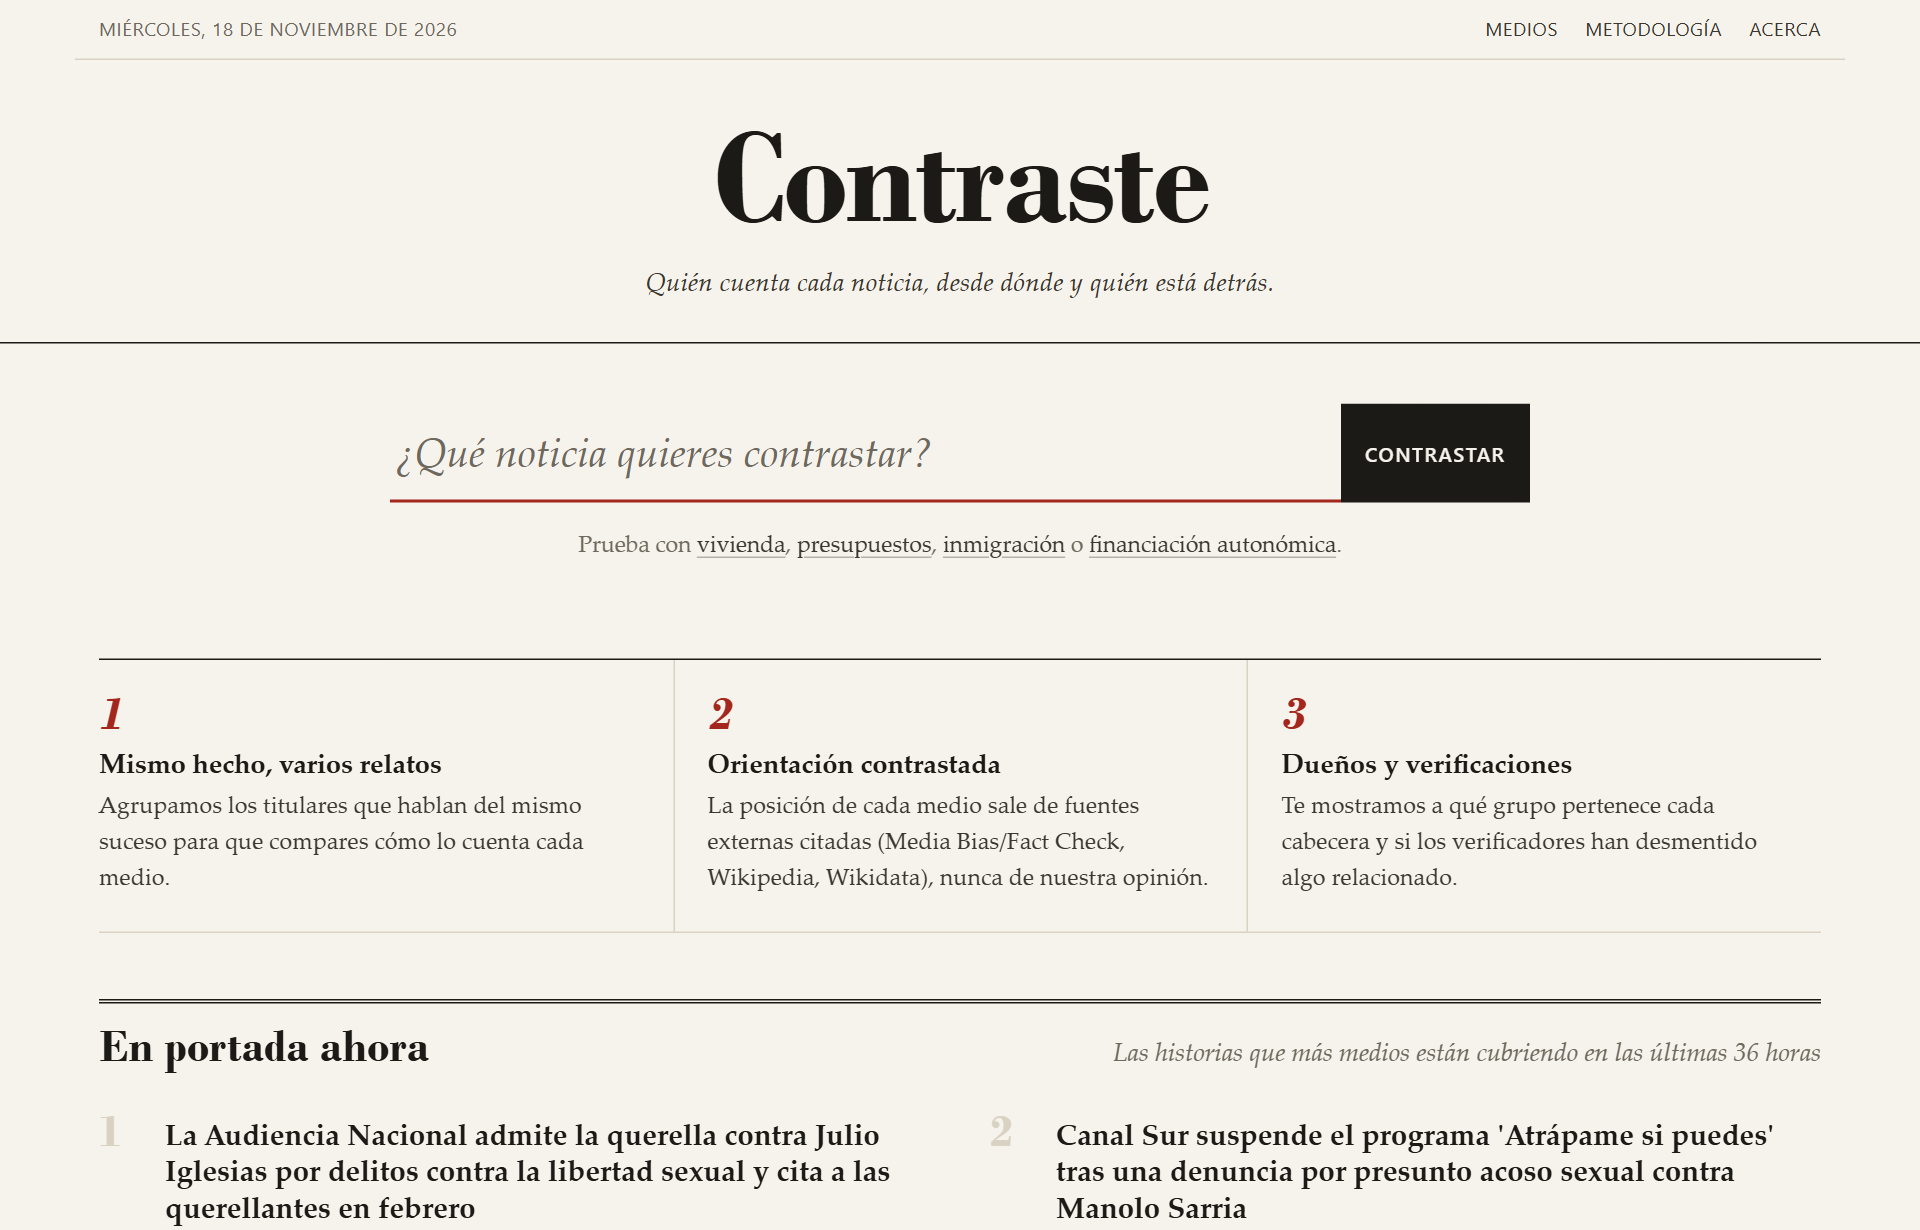 MIÉRCOLES, 18 DE NOVIEMBRE DE 2026
MEDIOS METODOLOGÍA ACERCA
Contraste
Quién cuenta cada noticia, desde dónde y quién está detrás.
¿Qué noticia quieres contrastar?
CONTRASTAR
Prueba con vivienda, presupuestos, inmigración o financiación autonómica.
1
Mismo hecho, varios relatos
Agrupamos los titulares que hablan del mismo
suceso para que compares cómo lo cuenta cada
medio.
2
Orientación contrastada
La posición de cada medio sale de fuentes
externas citadas (Media Bias/Fact Check,
Wikipedia, Wikidata), nunca de nuestra opinión.
3
Dueños y verificaciones
Te mostramos a qué grupo pertenece cada
cabecera y si los verificadores han desmentido
algo relacionado.
En portada ahora
Las historias que más medios están cubriendo en las últimas 36 horas
1
La Audiencia Nacional admite la querella contra Julio
Iglesias por delitos contra la libertad sexual y cita a las
querellantes en febrero
2
Canal Sur suspende el programa 'Atrápame si puedes'
tras una denuncia por presunto acoso sexual contra
Manolo Sarria